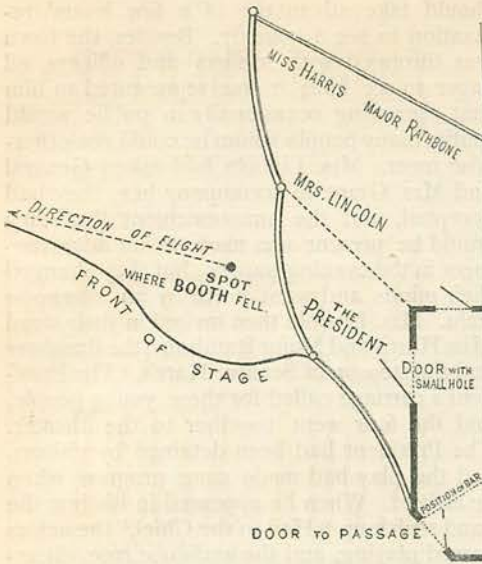 MISS HARRIS
MAJOR RATHBONE
MRS. LINCOLN
DIRECTION OF FLIGHT
SPOT
WHERE BOOTH FELL.
THE
PRESIDENT
FRONT OF STAGE
DOOR WITH
SMALL HOLE
POSITION OF BAR
DOOR TO PASSAGE